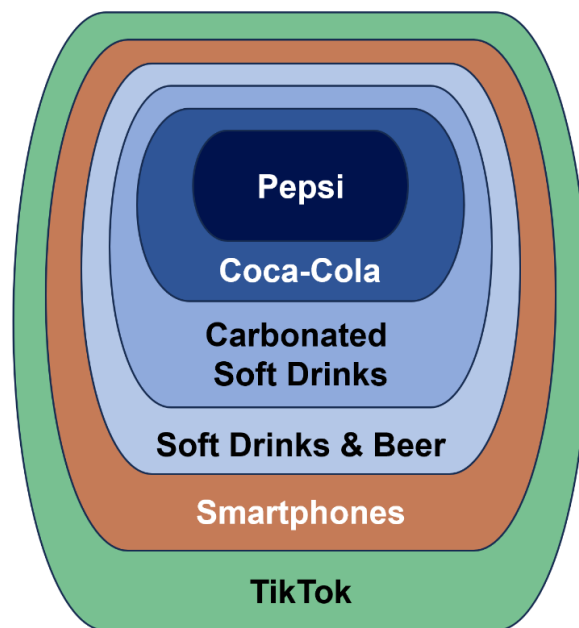 Pepsi
Coca-Cola
Carbonated
Soft Drinks
Soft Drinks & Beer
Smartphones
TikTok